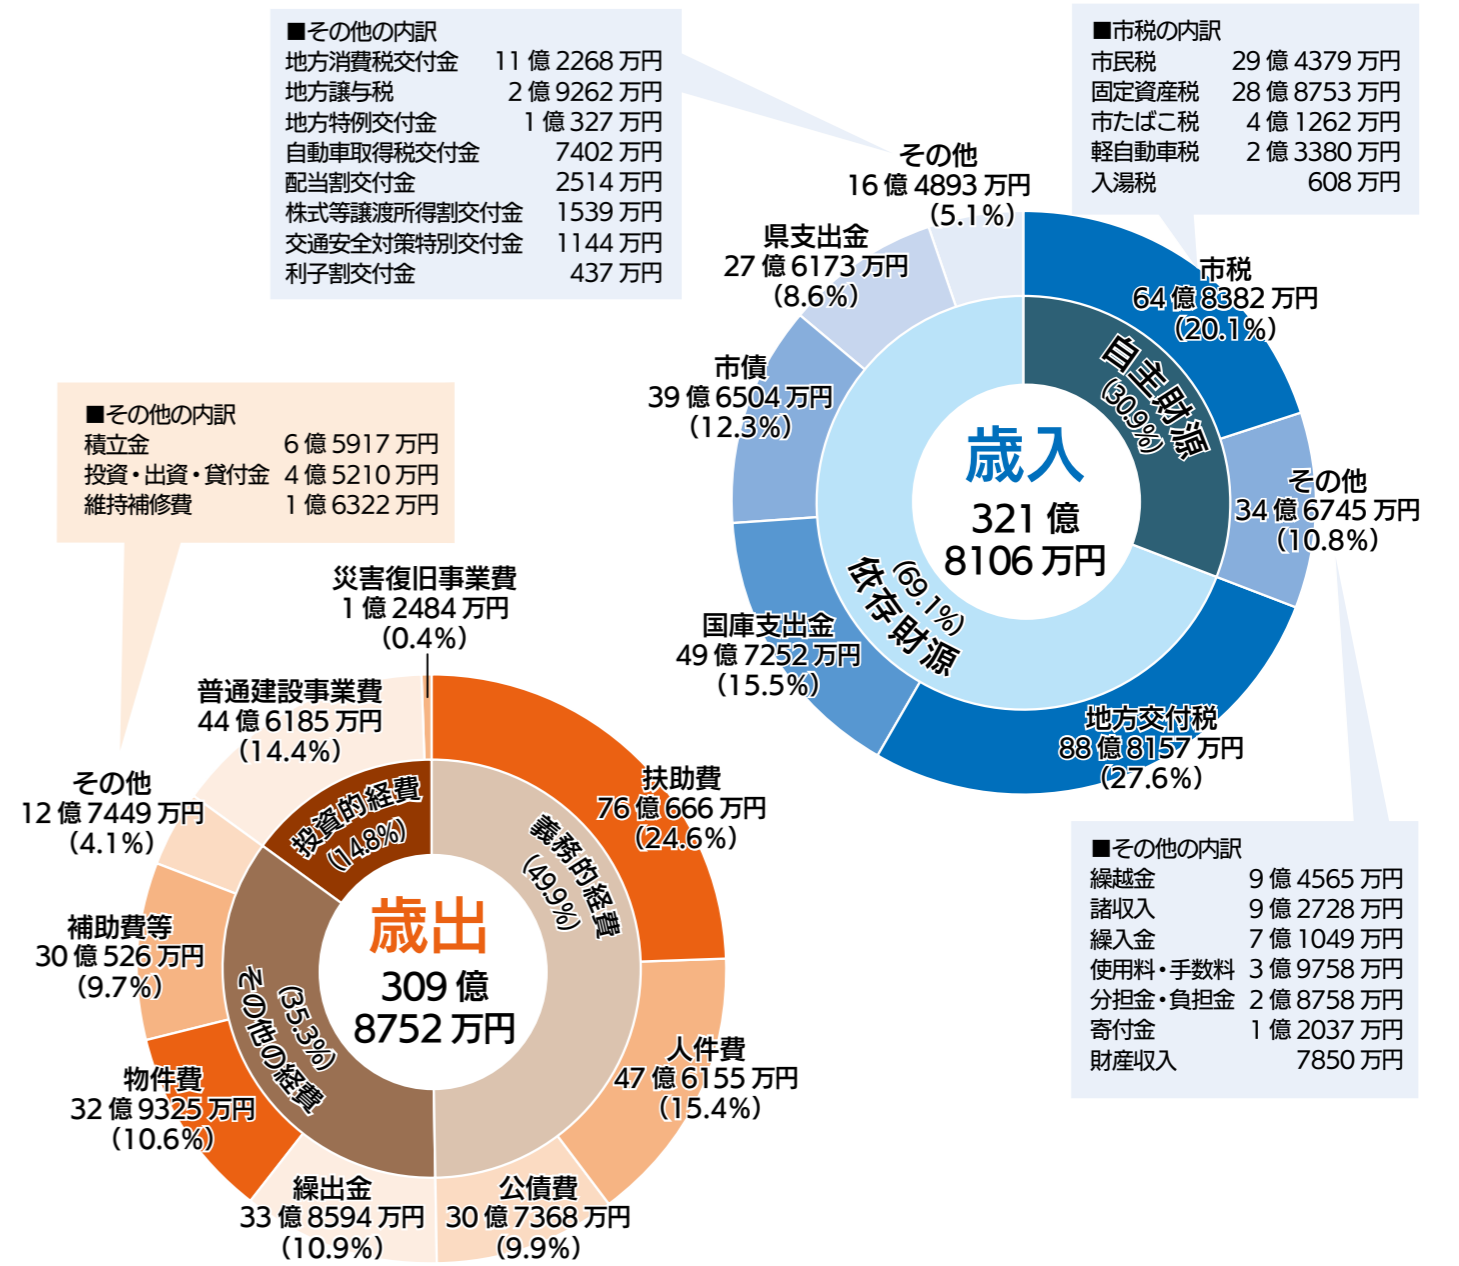 ■その他の内訳
地方消費税交付金 11億2268万円
地方譲与税 2億9262万円
地方特例交付金 1億327万円
自動車取得税交付金 7402万円
配当割交付金 2514万円
株式等譲渡所得割交付金 1539万円
交通安全対策特別交付金 1144万円
利子割交付金 437万円
■市税の内訳
市民税 29億4379万円
固定資産税 28億8753万円
市たばこ税 4億1262万円
軽自動車税 2億3380万円
入湯税 608万円
その他
16億4893万円
(5.1%)
県支出金
27億6173万円
(8.6%)
市債
39億6504万円
(12.3%)
国庫支出金
49億7252万円
(15.5%)
市税
64億8382万円
(20.1%)
その他
34億6745万円
(10.8%)
地方交付税
88億8157万円
(27.6%)
自主財源
(30.9%)
依存財源
(69.1%)
歳入
321億
8106万円
■その他の内訳
繰越金 9億4565万円
諸収入 9億2728万円
繰入金 7億1049万円
使用料・手数料 3億9758万円
分担金・負担金 2億8758万円
寄付金 1億2037万円
財産収入 7850万円
■その他の内訳
積立金 6億5917万円
投資・出資・貸付金 4億5210万円
維持補修費 1億6322万円
災害復旧事業費
1億2484万円
(0.4%)
普通建設事業費
44億6185万円
(14.4%)
その他
12億7449万円
(4.1%)
補助費等
30億526万円
(9.7%)
物件費
32億9325万円
(10.6%)
繰出金
33億8594万円
(10.9%)
公債費
30億7368万円
(9.9%)
人件費
47億6155万円
(15.4%)
扶助費
76億666万円
(24.6%)
投資的経費
(14.8%)
義務的経費
(49.9%)
その他の経費
(35.3%)
歳出
309億
8752万円